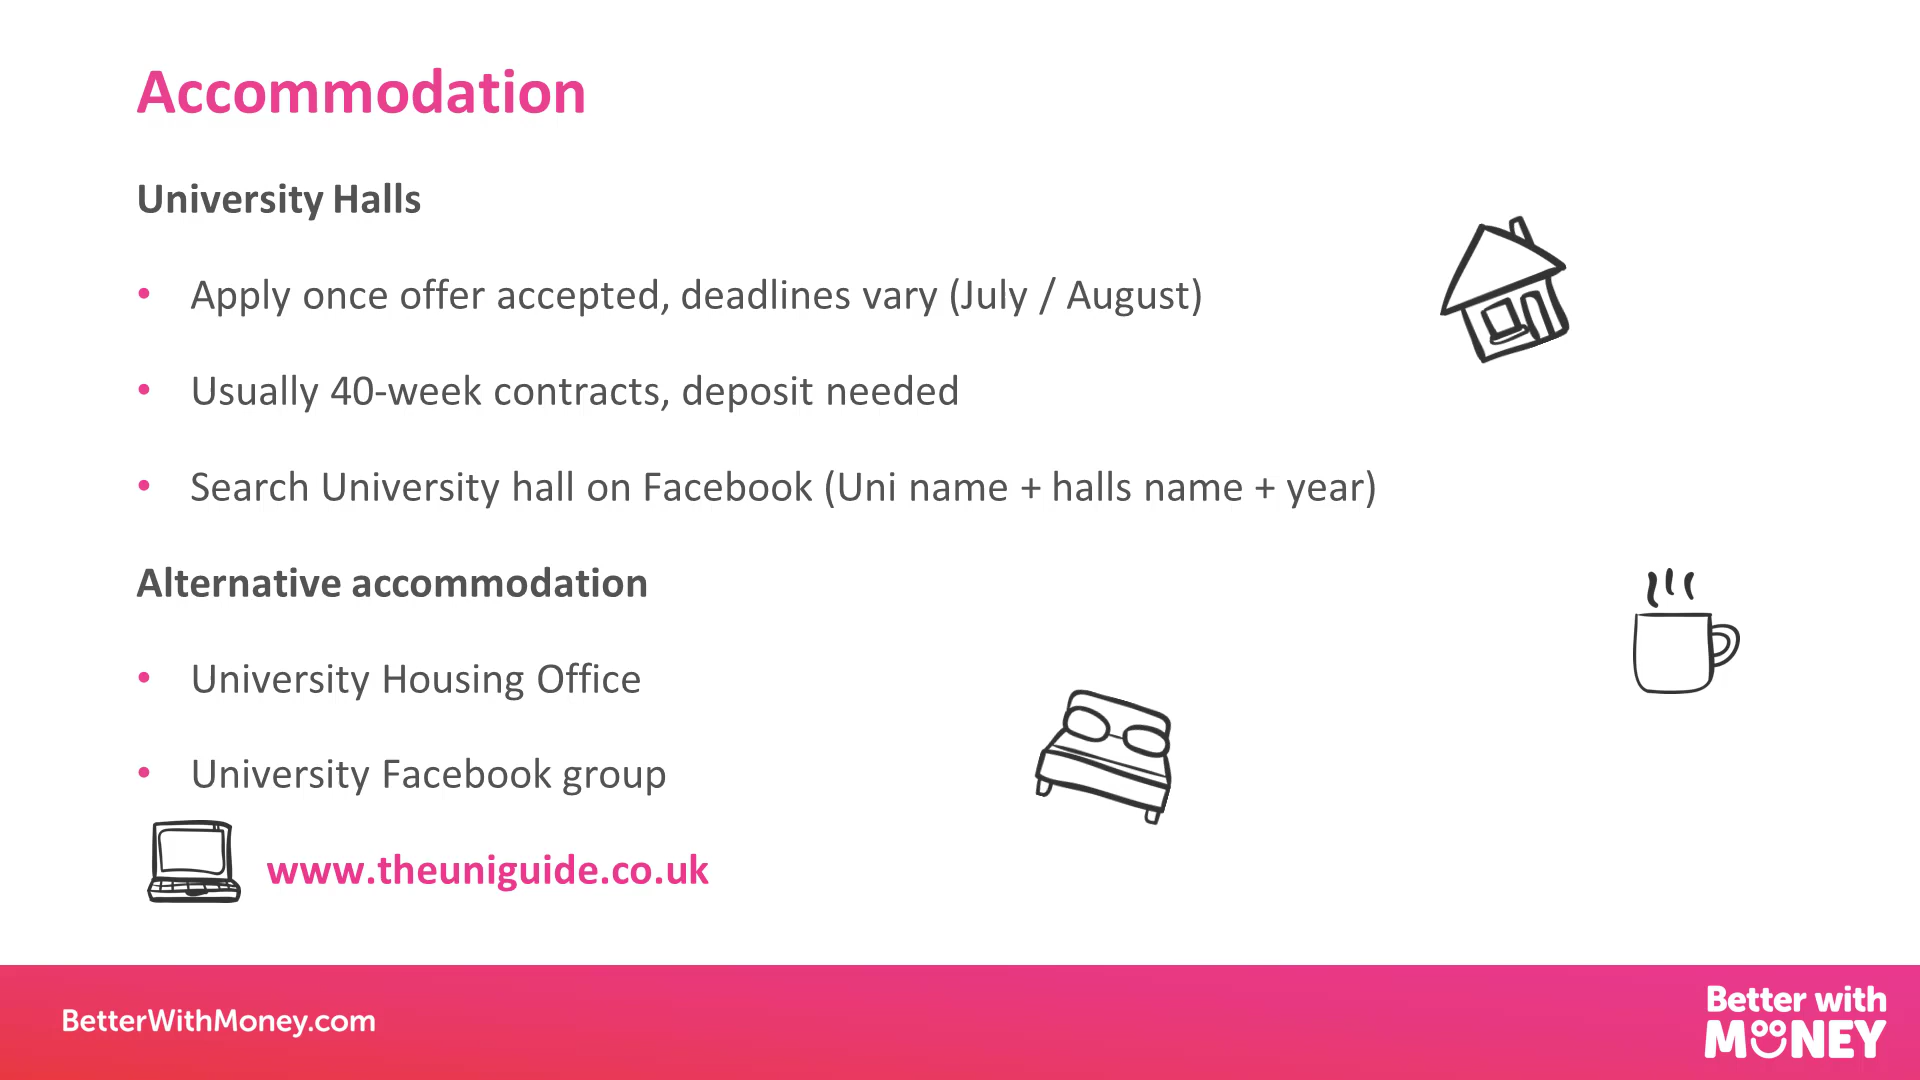 Accommodation
University Halls
• Apply once offer accepted, deadlines vary (July / August)
• Usually 40-week contracts, deposit needed
• Search University hall on Facebook (Uni name + halls name + year)
Alternative accommodation
• University Housing Office
• University Facebook group
www.theuniguide.co.uk
BetterWithMoney.com
Better with
MONEY